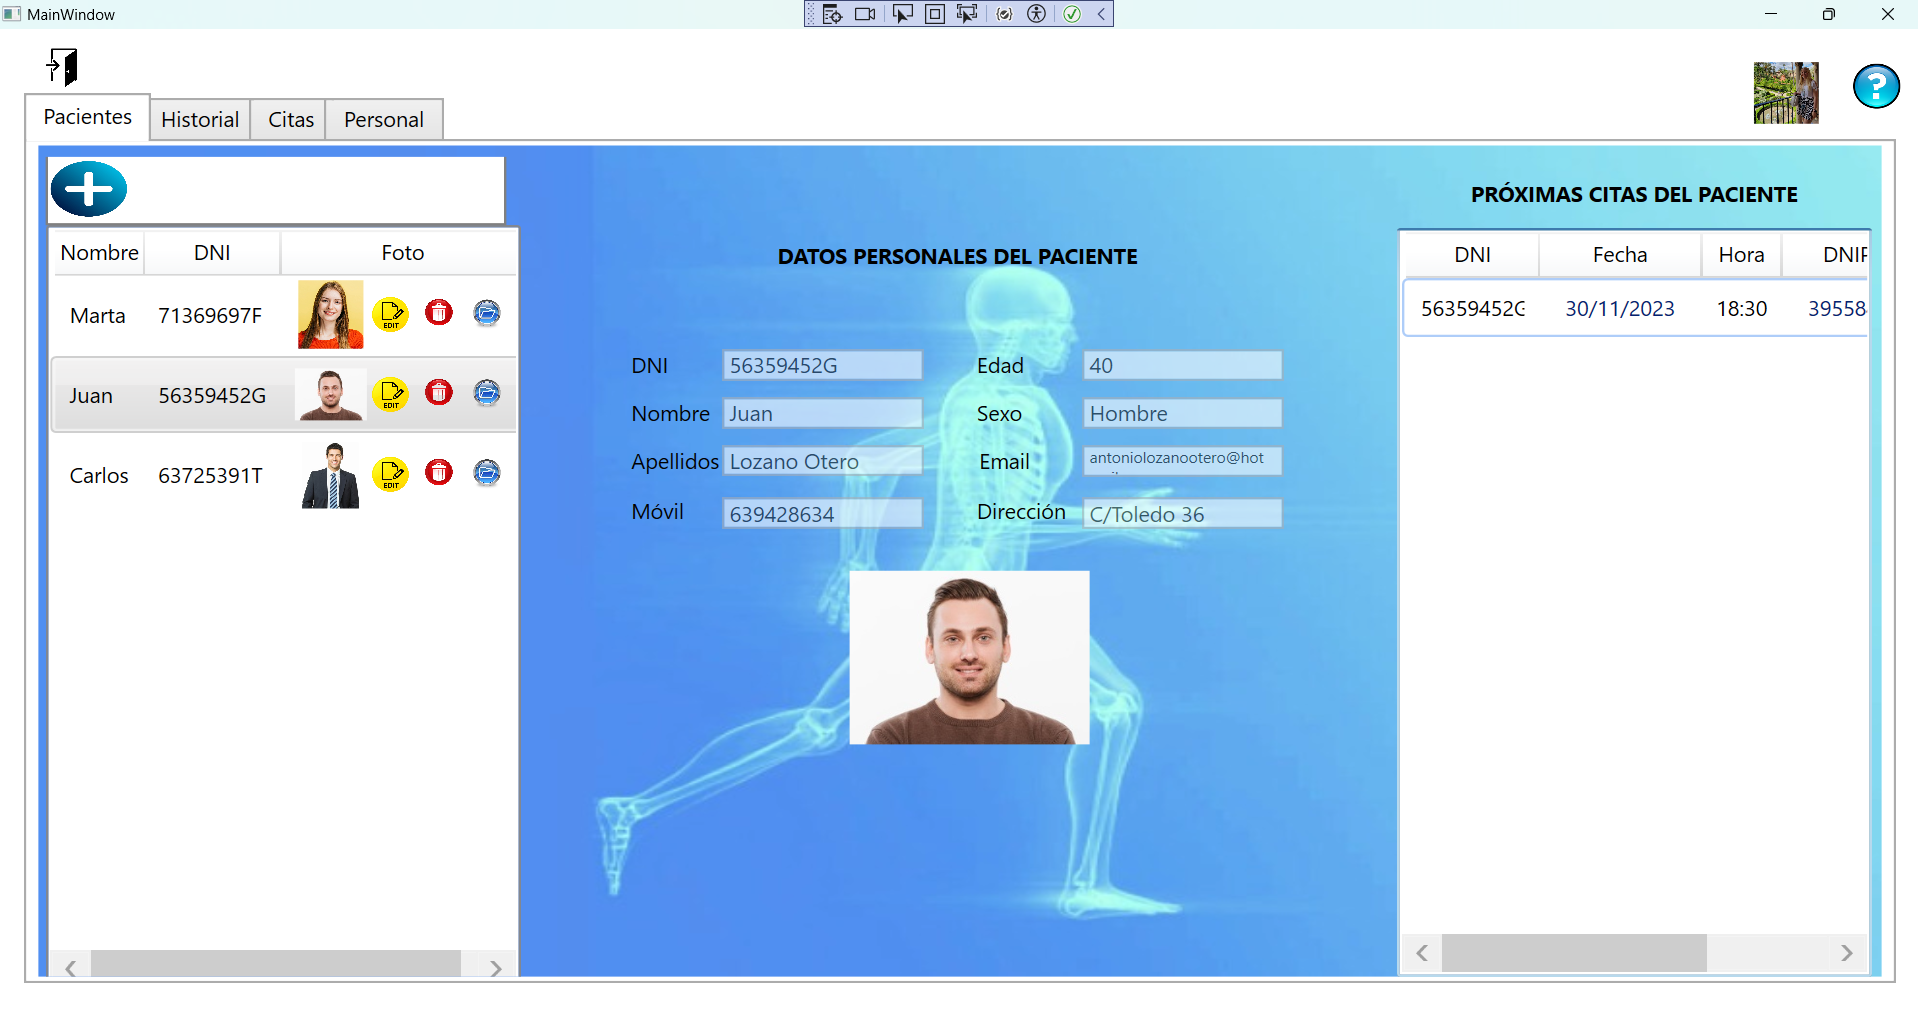 MainWindow
Pacientes
Historial
Citas
Personal
?
PRÓXIMAS CITAS DEL PACIENTE
Nombre DNI Foto
Marta 71369697F EDIT
Juan 56359452G EDIT
Carlos 63725391T EDIT
DATOS PERSONALES DEL PACIENTE
DNI 56359452G Edad 40
Nombre Juan Sexo Hombre
Apellidos Lozano Otero Email antoniolozanootero@hot
Móvil 639428634 Dirección C/Toledo 36
DNI Fecha Hora DNIF
56359452G 30/11/2023 18:30 39558